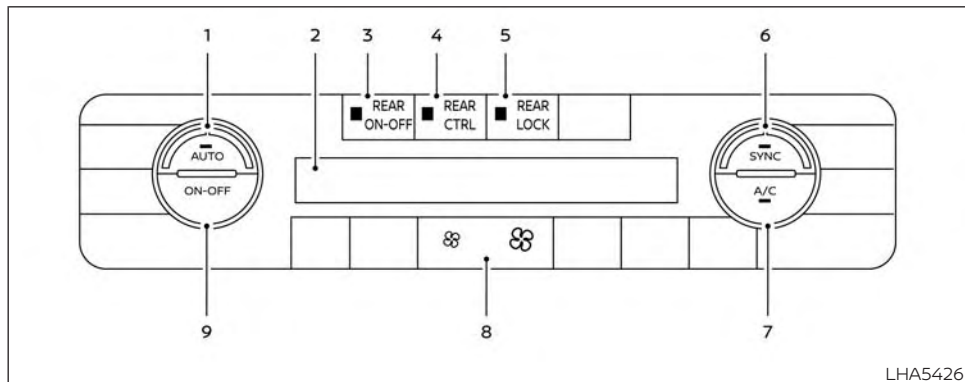 1 2 3 4 5 6
REAR ON-OFF
REAR CTRL
REAR LOCK
AUTO
ON-OFF
SYNC
A/C
9 8 7
LHA5426